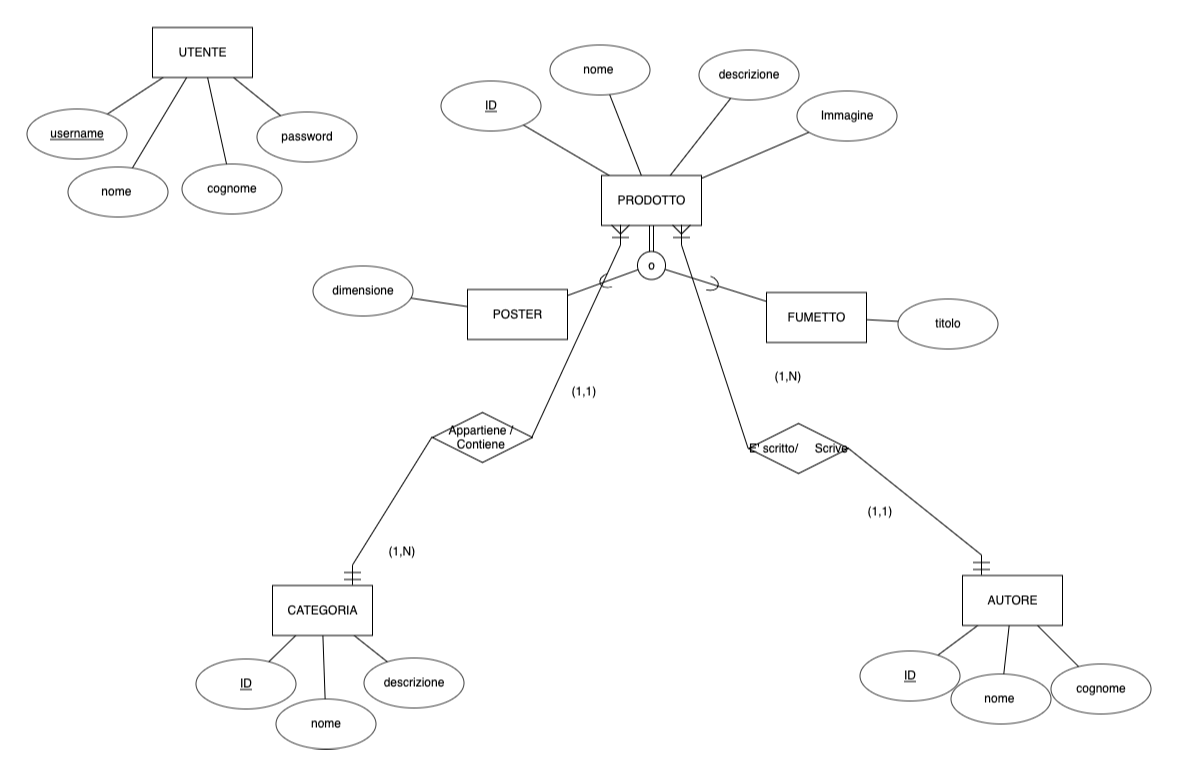 UTENTE
username
nome
cognome
password
ID
nome
descrizione
Immagine
PRODOTTO
o
dimensione
POSTER
FUMETTO
titolo
(1,1)
(1,N)
Appartiene /
Contiene
E' scritto/ Scrive
(1,N)
(1,1)
CATEGORIA
ID
nome
descrizione
AUTORE
ID
nome
cognome